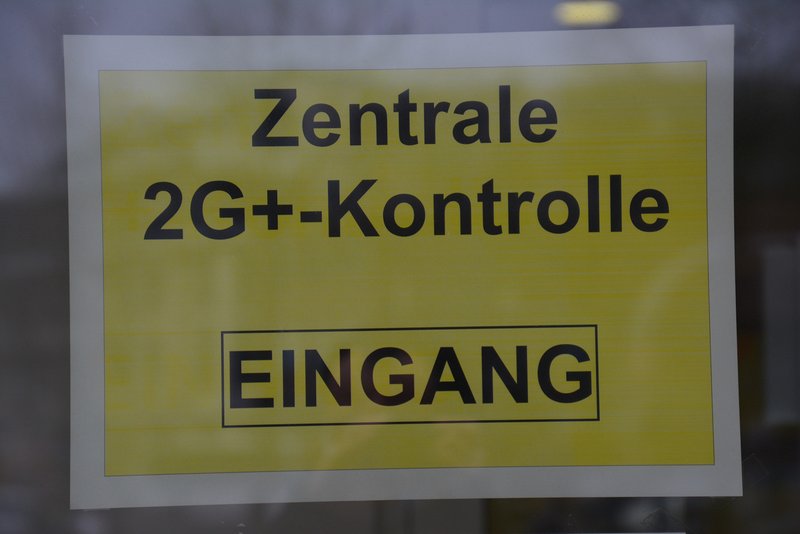 Zentrale
2G+-Kontrolle
EINGANG